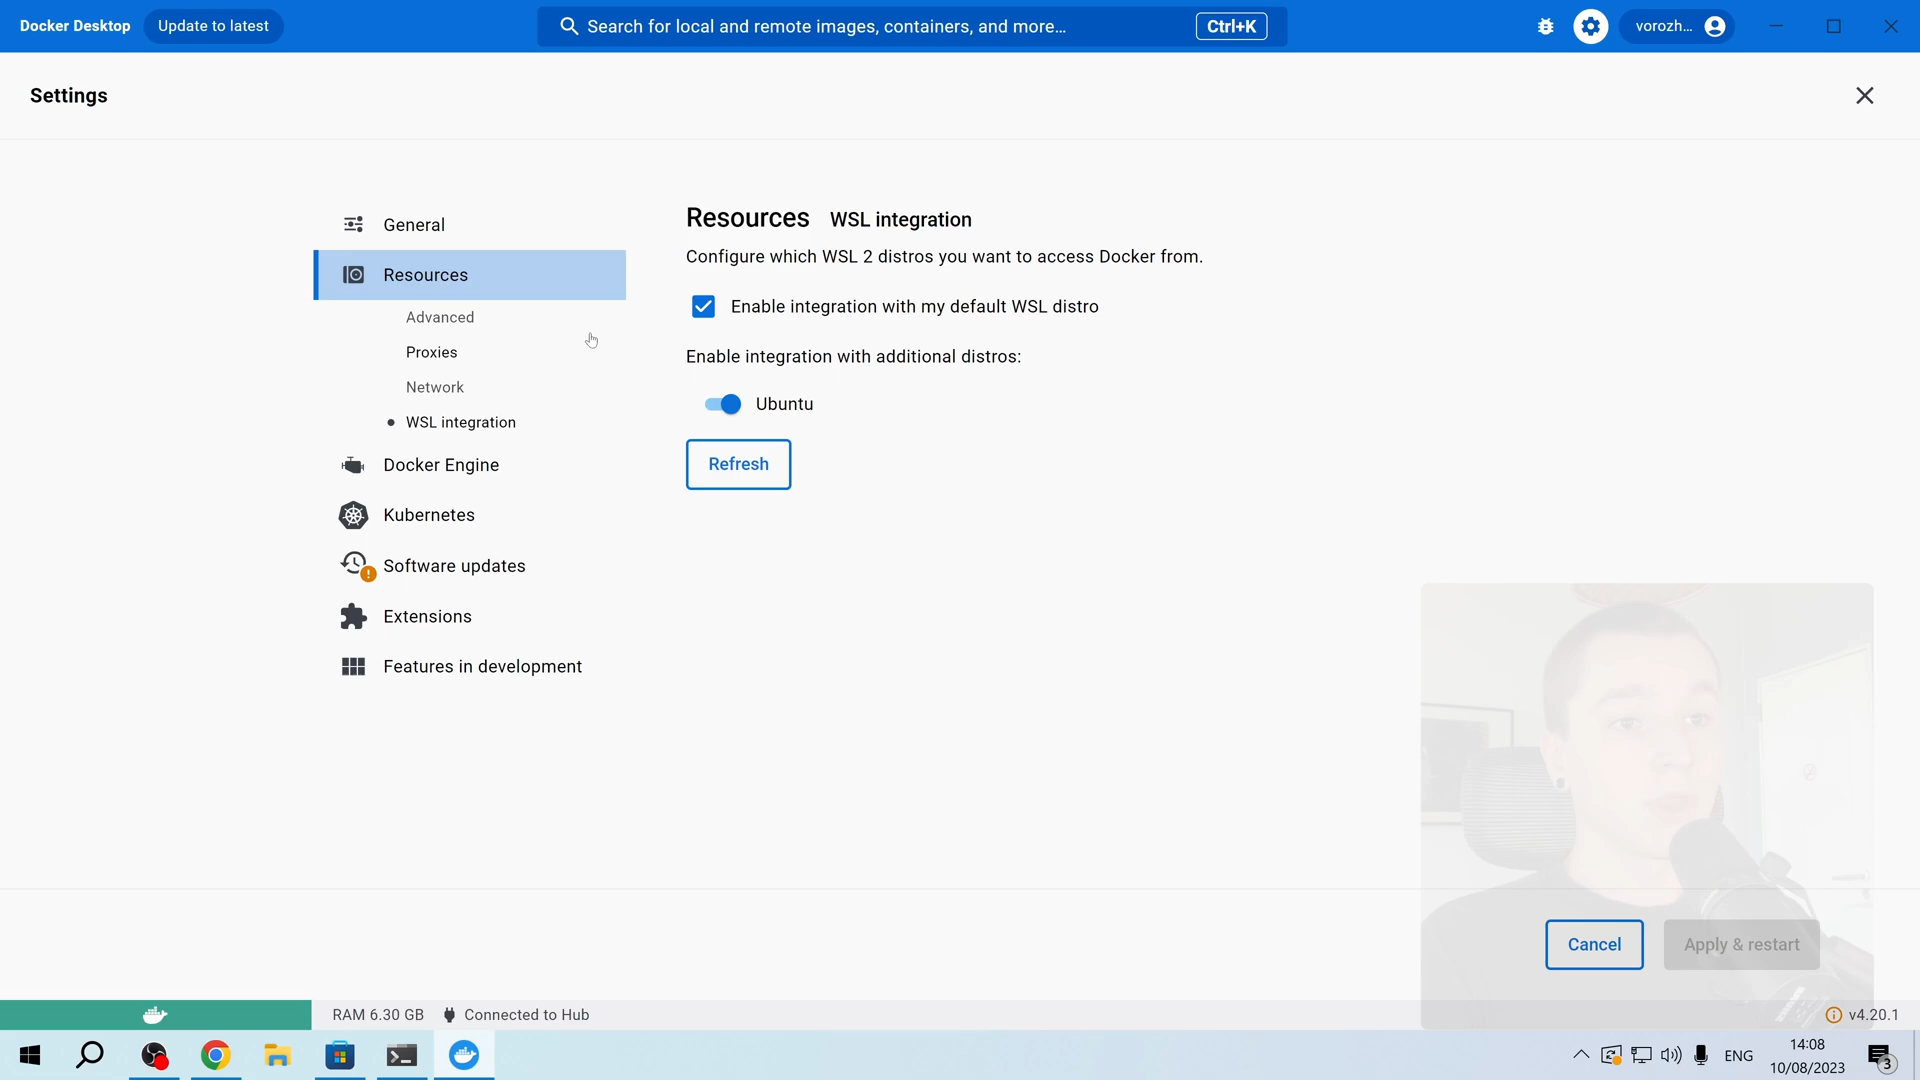 Docker Desktop
Update to latest
Search for local and remote images, containers, and more...
Ctrl+K
vorozh...
Settings
General
Resources
Advanced
Proxies
Network
WSL integration
Docker Engine
Kubernetes
Software updates
Extensions
Features in development
Resources WSL integration
Configure which WSL 2 distros you want to access Docker from.
Enable integration with my default WSL distro
Enable integration with additional distros:
Ubuntu
Refresh
Cancel
Apply & restart
RAM 6.30 GB
Connected to Hub
v4.20.1
ENG
14:08
10/08/2023
3